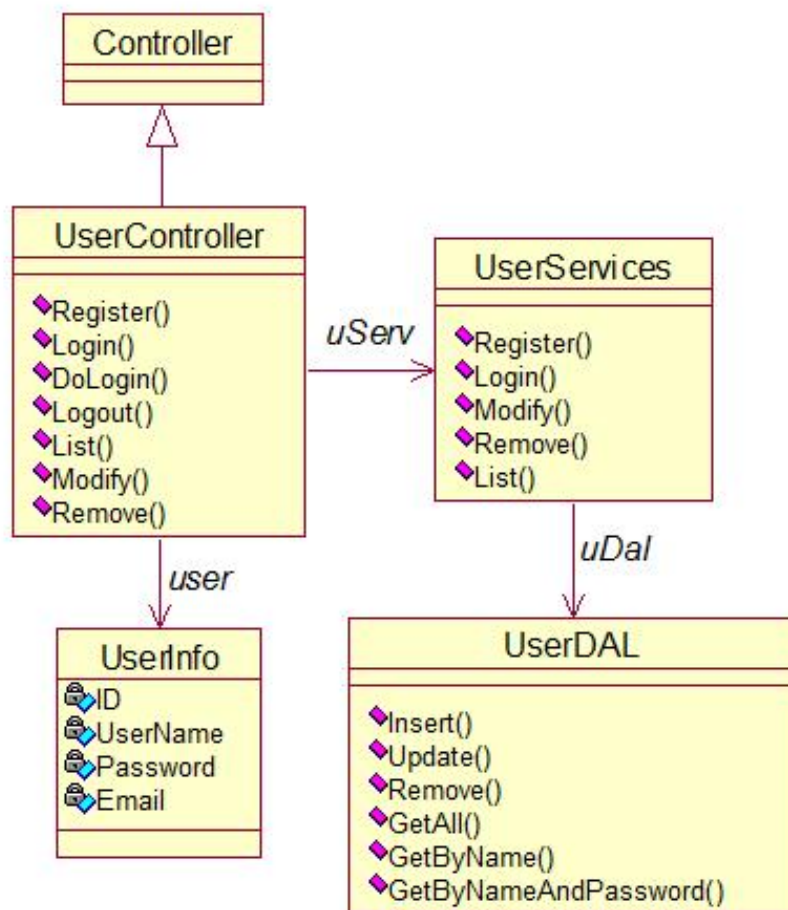 Controller
UserController
Register()
Login()
DoLogin()
Logout()
List()
Modify()
Remove()
uServ
UserServices
Register()
Login()
Modify()
Remove()
List()
user
uDal
UserInfo
ID
UserName
Password
Email
UserDAL
Insert()
Update()
Remove()
GetAll()
GetByName()
GetByNameAndPassword()